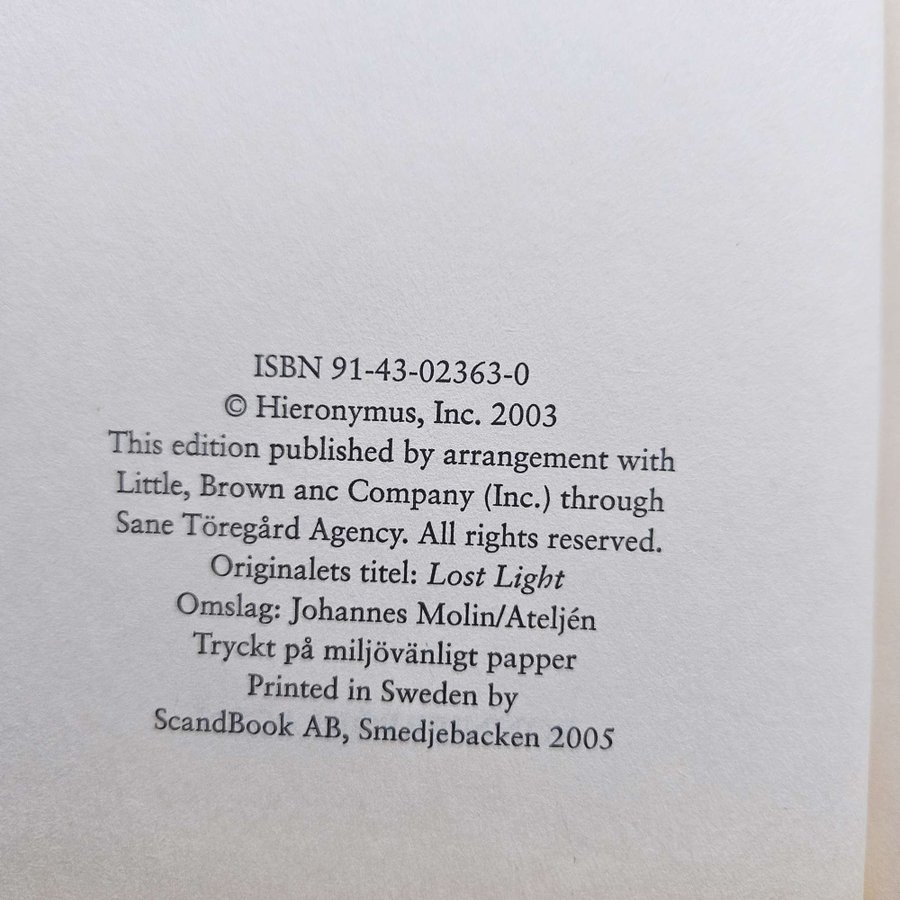 ISBN 91-43-02363-0
© Hieronymus, Inc. 2003
This edition published by arrangement with
Little, Brown anc Company (Inc.) through
Sane Töregård Agency. All rights reserved.
Originalets titel: Lost Light
Omslag: Johannes Molin/Ateljén
Tryckt på miljövänligt papper
Printed in Sweden by
ScandBook AB, Smedjebacken 2005